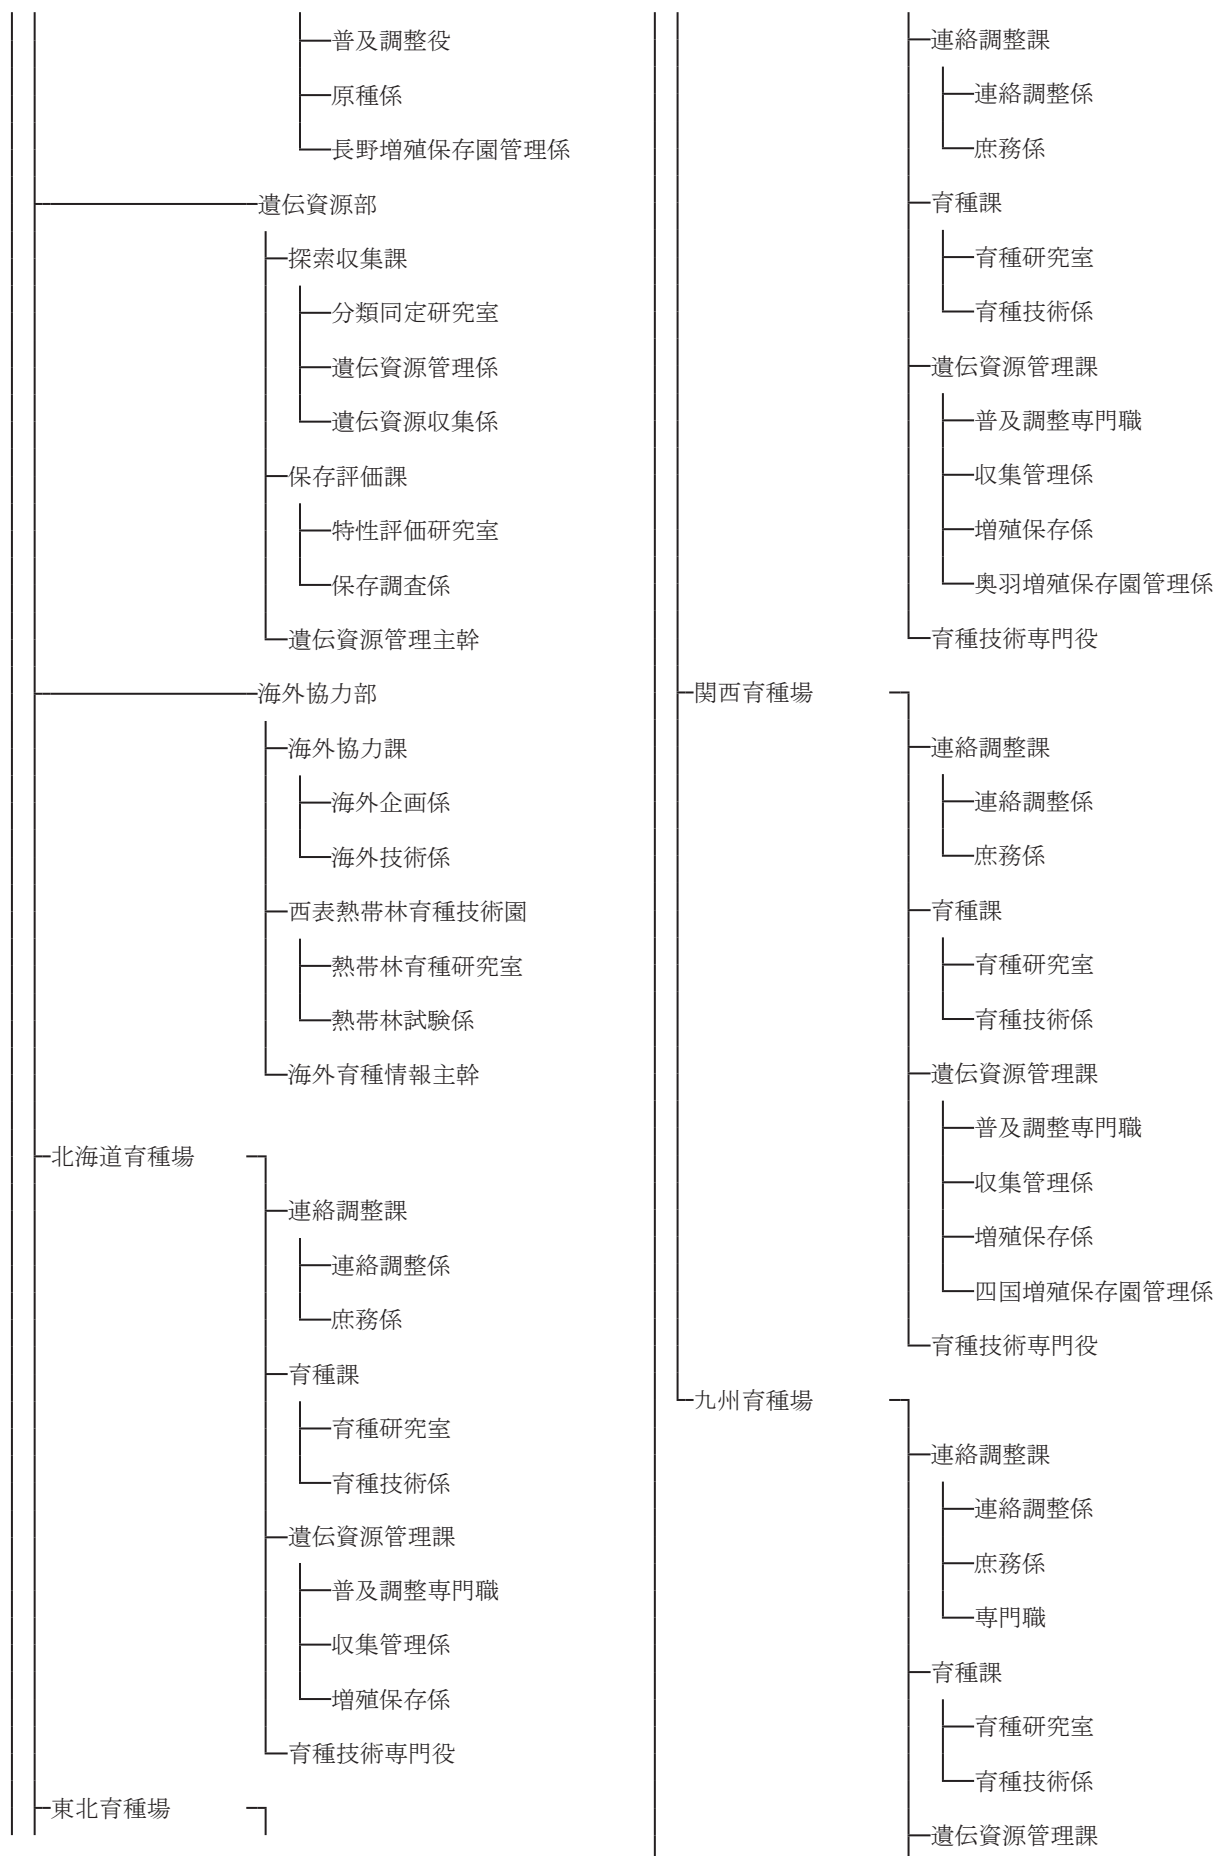 普及調整役
原種係
長野増殖保存園管理係
遺伝資源部
探索収集課
分類同定研究室
遺伝資源管理係
遺伝資源収集係
保存評価課
特性評価研究室
保存調査係
遺伝資源管理主幹
海外協力部
海外協力課
海外企画係
海外技術係
西表熱帯林育種技術園
熱帯林育種研究室
熱帯林試験係
海外育種情報主幹
北海道育種場
連絡調整課
連絡調整係
庶務係
育種課
育種研究室
育種技術係
遺伝資源管理課
普及調整専門職
収集管理係
増殖保存係
育種技術専門役
東北育種場
連絡調整課
連絡調整係
庶務係
育種課
育種研究室
育種技術係
遺伝資源管理課
普及調整専門職
収集管理係
増殖保存係
奥羽増殖保存園管理係
育種技術専門役
関西育種場
連絡調整課
連絡調整係
庶務係
育種課
育種研究室
育種技術係
遺伝資源管理課
普及調整専門職
収集管理係
増殖保存係
四国増殖保存園管理係
育種技術専門役
九州育種場
連絡調整課
連絡調整係
庶務係
専門職
育種課
育種研究室
育種技術係
遺伝資源管理課